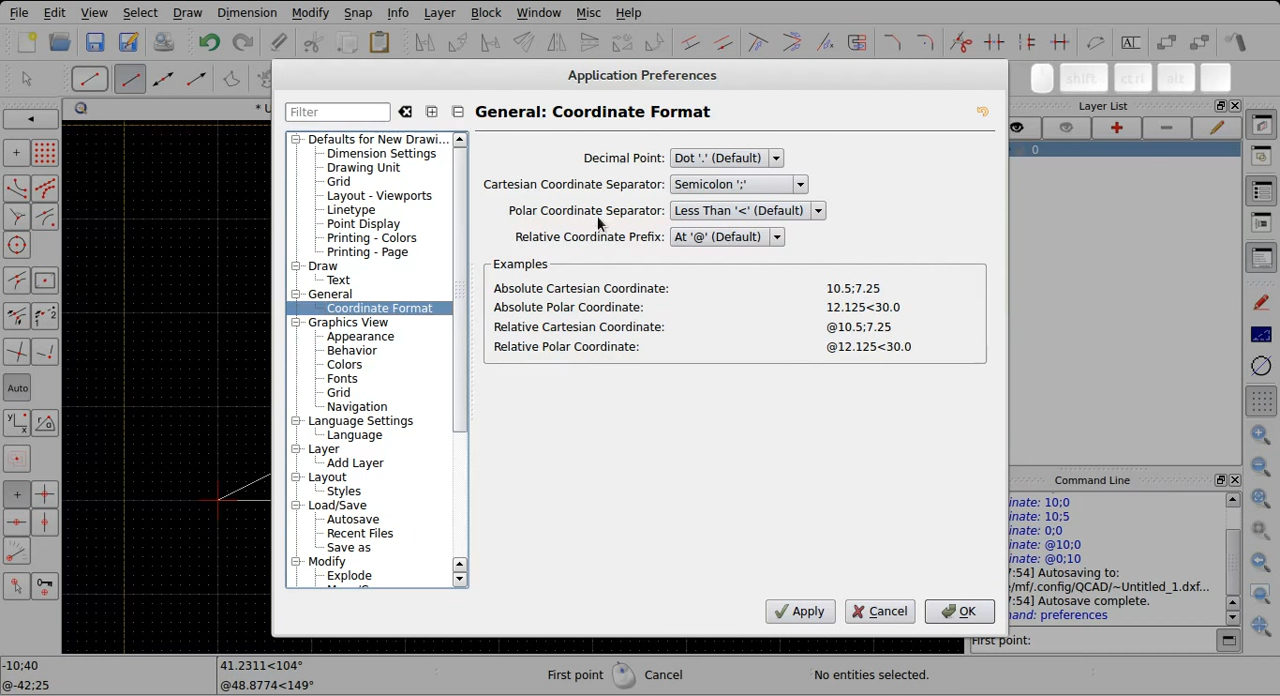 File Edit View Select Draw Dimension Modify Snap Info Layer Block Window Misc Help
Application Preferences
shift ctrl alt
* U
Layer List
Filter
General: Coordinate Format
0
Defaults for New Drawi...
Dimension Settings
Drawing Unit
Grid
Layout - Viewports
Linetype
Point Display
Printing - Colors
Printing - Page
Draw
Text
General
Coordinate Format
Graphics View
Appearance
Behavior
Colors
Fonts
Grid
Navigation
Language Settings
Language
Layer
Add Layer
Layout
Styles
Load/Save
Autosave
Recent Files
Save as
Modify
Explode
Decimal Point: Dot '.' (Default)
Cartesian Coordinate Separator: Semicolon ';'
Polar Coordinate Separator: Less Than '<' (Default)
Relative Coordinate Prefix: At '@' (Default)
Examples
Absolute Cartesian Coordinate: 10.5;7.25
Absolute Polar Coordinate: 12.125<30.0
Relative Cartesian Coordinate: @10.5;7.25
Relative Polar Coordinate: @12.125<30.0
Apply Cancel OK
Auto
Command Line
inate: 10;0
inate: 10;5
inate: 0;0
inate: @10;0
inate: @0;10
7:54] Autosaving to:
e/mf/.config/QCAD/~Untitled_1.dxf...
7:54] Autosave complete.
mand: preferences
First point:
-10;40
@-42;25
41.2311<104°
@48.8774<149°
First point Cancel
No entities selected.